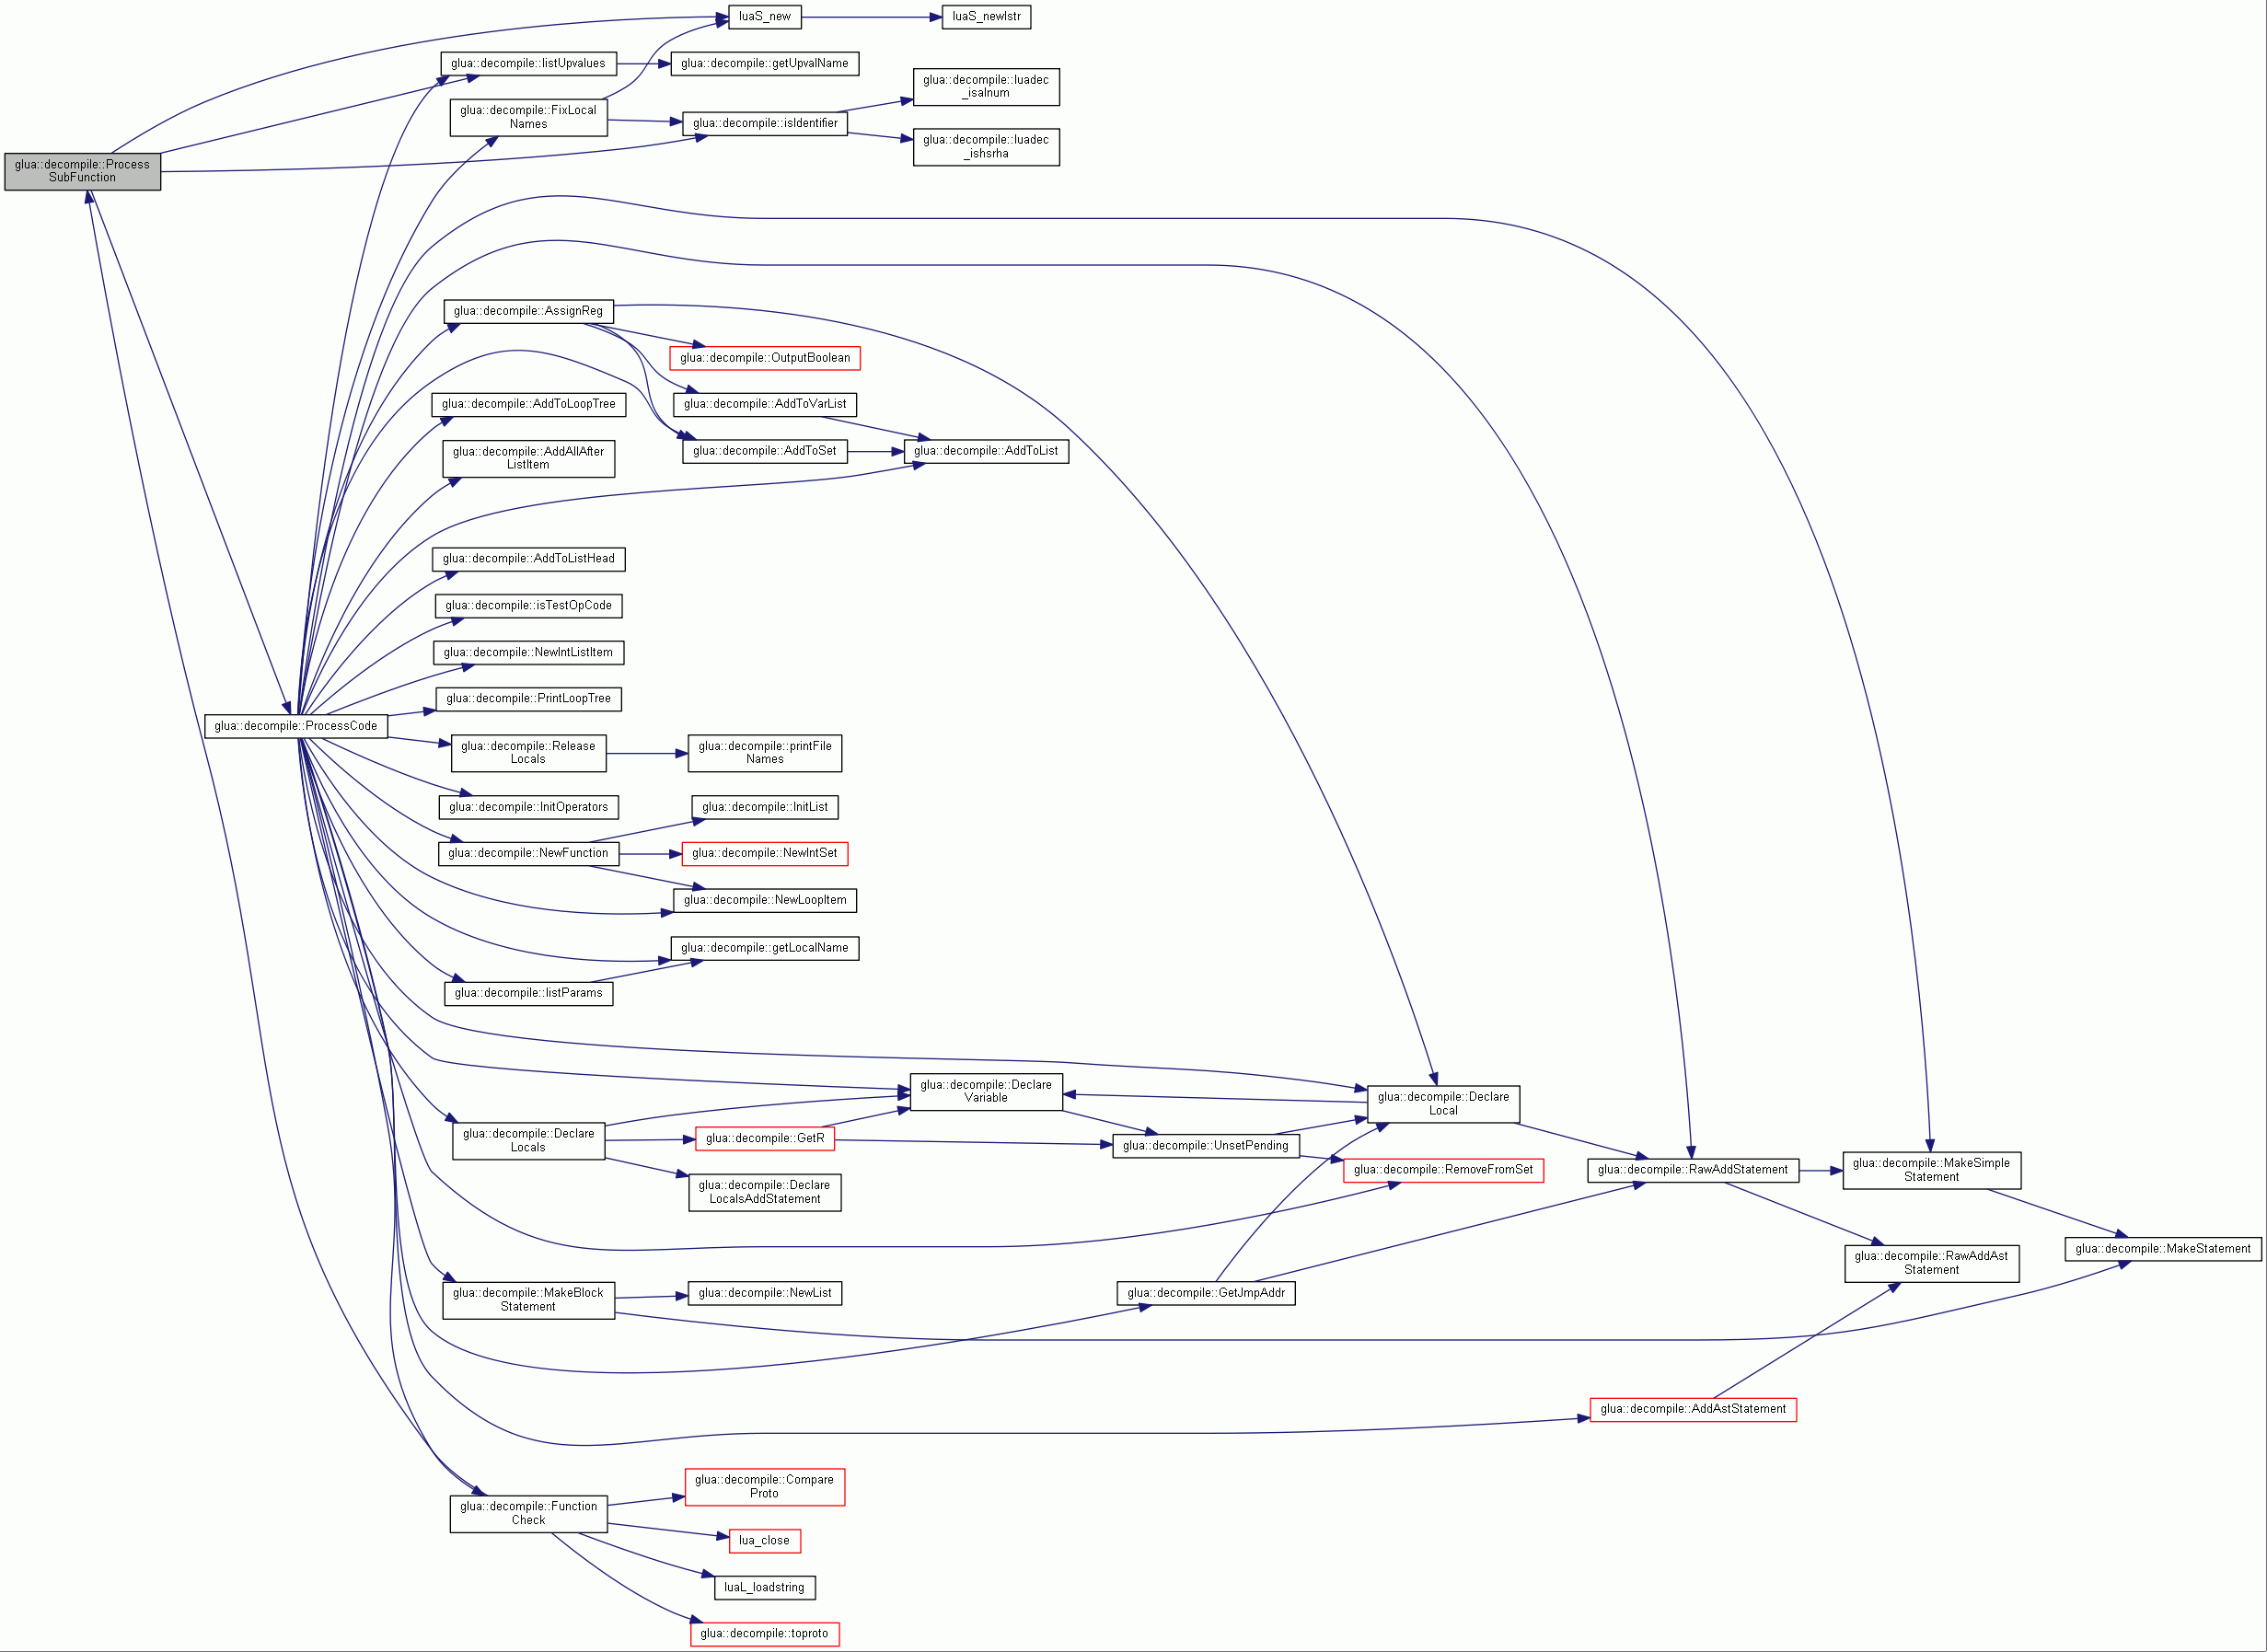 luaS_new
luaS_newlstr
glua::decompile::listUpvalues
glua::decompile::getUpvalName
glua::decompile::luadec
_isalnum
glua::decompile::FixLocal
Names
glua::decompile::isIdentifier
glua::decompile::luadec
_ishsrha
glua::decompile::Process
SubFunction
glua::decompile::AssignReg
glua::decompile::OutputBoolean
glua::decompile::AddToLoopTree
glua::decompile::AddToVarList
glua::decompile::AddAllAfter
ListItem
glua::decompile::AddToSet
glua::decompile::AddToList
glua::decompile::AddToListHead
glua::decompile::isTestOpCode
glua::decompile::NewIntListItem
glua::decompile::PrintLoopTree
glua::decompile::ProcessCode
glua::decompile::Release
Locals
glua::decompile::printFile
Names
glua::decompile::InitOperators
glua::decompile::InitList
glua::decompile::NewFunction
glua::decompile::NewIntSet
glua::decompile::NewLoopItem
glua::decompile::getLocalName
glua::decompile::listParams
glua::decompile::Declare
Variable
glua::decompile::Declare
Local
glua::decompile::Declare
Locals
glua::decompile::GetR
glua::decompile::UnsetPending
glua::decompile::RemoveFromSet
glua::decompile::RawAddStatement
glua::decompile::MakeSimple
Statement
glua::decompile::Declare
LocalsAddStatement
glua::decompile::RawAddAst
Statement
glua::decompile::MakeStatement
glua::decompile::MakeBlock
Statement
glua::decompile::NewList
glua::decompile::GetJmpAddr
glua::decompile::AddAstStatement
glua::decompile::Compare
Proto
glua::decompile::Function
Check
lua_close
luaL_loadstring
glua::decompile::toproto